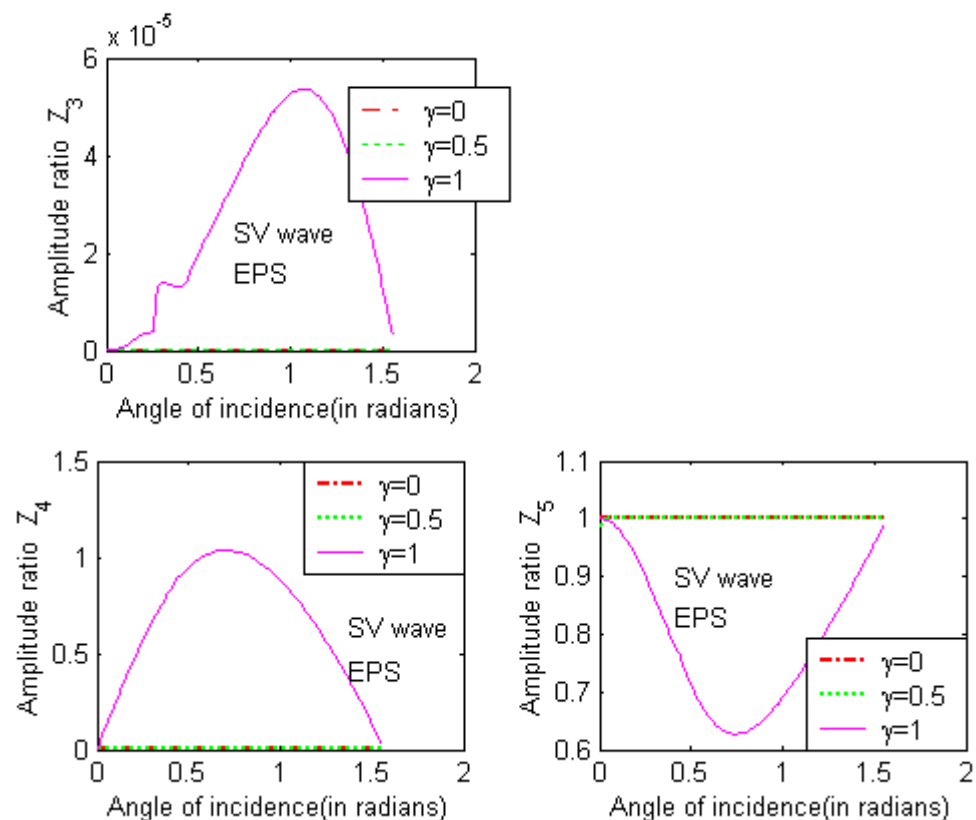 x 10^-5
6
4
2
0
0 0.5 1 1.5 2
Amplitude ratio Z_3
Angle of incidence(in radians)
γ=0
γ=0.5
γ=1
SV wave
EPS
1.5
1
0.5
0
0 0.5 1 1.5 2
Amplitude ratio Z_4
Angle of incidence(in radians)
γ=0
γ=0.5
γ=1
SV wave
EPS
1.1
1
0.9
0.8
0.7
0.6
0 0.5 1 1.5 2
Amplitude ratio Z_5
Angle of incidence(in radians)
SV wave
EPS
γ=0
γ=0.5
γ=1